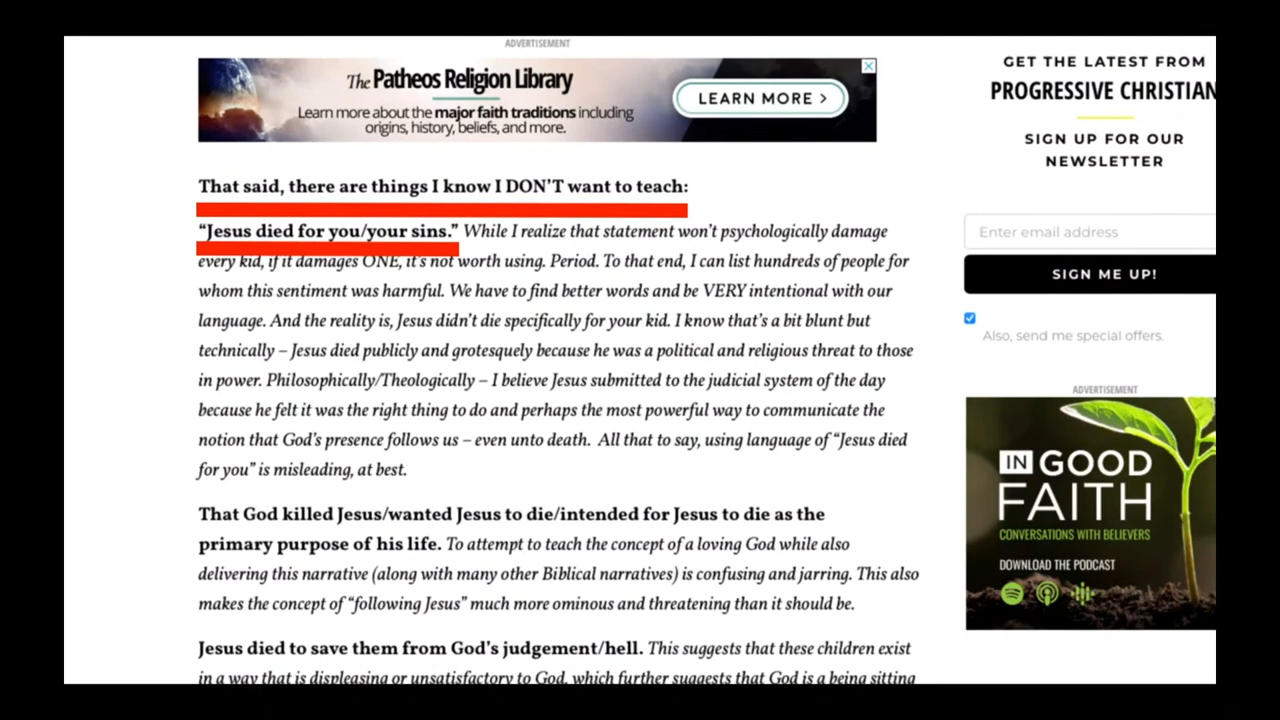 ADVERTISEMENT
The Patheos Religion Library
Learn more about the major faith traditions including
origins, history, beliefs, and more.
LEARN MORE >
That said, there are things I know I DON'T want to teach:
“Jesus died for you/your sins.” While I realize that statement won't psychologically damage
every kid, if it damages ONE, it's not worth using. Period. To that end, I can list hundreds of people for
whom this sentiment was harmful. We have to find better words and be VERY intentional with our
language. And the reality is, Jesus didn't die specifically for your kid. I know that's a bit blunt but
technically – Jesus died publicly and grotesquely because he was a political and religious threat to those
in power. Philosophically/Theologically – I believe Jesus submitted to the judicial system of the day
because he felt it was the right thing to do and perhaps the most powerful way to communicate the
notion that God's presence follows us – even unto death. All that to say, using language of “Jesus died
for you” is misleading, at best.
That God killed Jesus/wanted Jesus to die/intended for Jesus to die as the
primary purpose of his life. To attempt to teach the concept of a loving God while also
delivering this narrative (along with many other Biblical narratives) is confusing and jarring. This also
makes the concept of “following Jesus” much more ominous and threatening than it should be.
Jesus died to save them from God's judgement/hell. This suggests that these children exist
in a way that is displeasing or unsatisfactory to God, which further suggests that God is a being sitting
GET THE LATEST FROM
PROGRESSIVE CHRISTIAN
SIGN UP FOR OUR
NEWSLETTER
Enter email address
SIGN ME UP!
Also, send me special offers.
ADVERTISEMENT
IN GOOD
FAITH
CONVERSATIONS WITH BELIEVERS
DOWNLOAD THE PODCAST